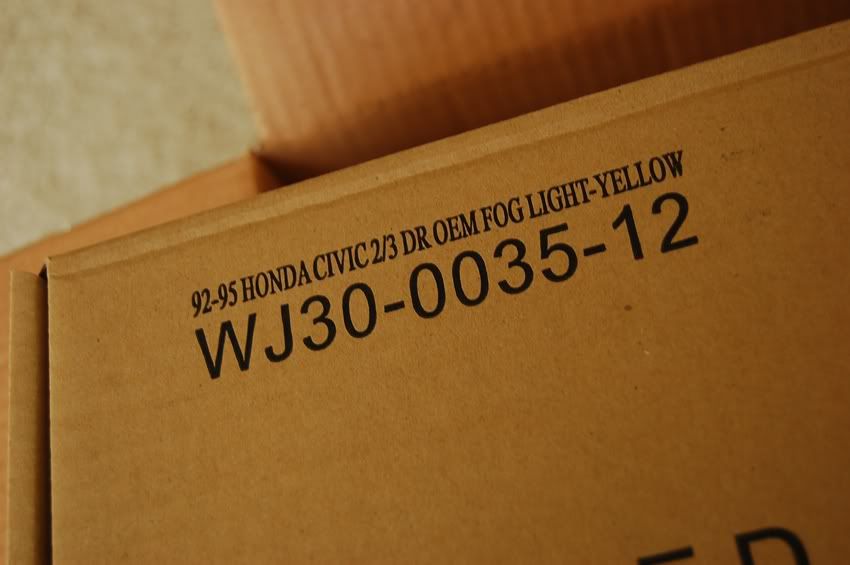 92-95 HONDA CIVIC 2/3 DR OEM FOG LIGHT-YELLOW
WJ30-0035-12